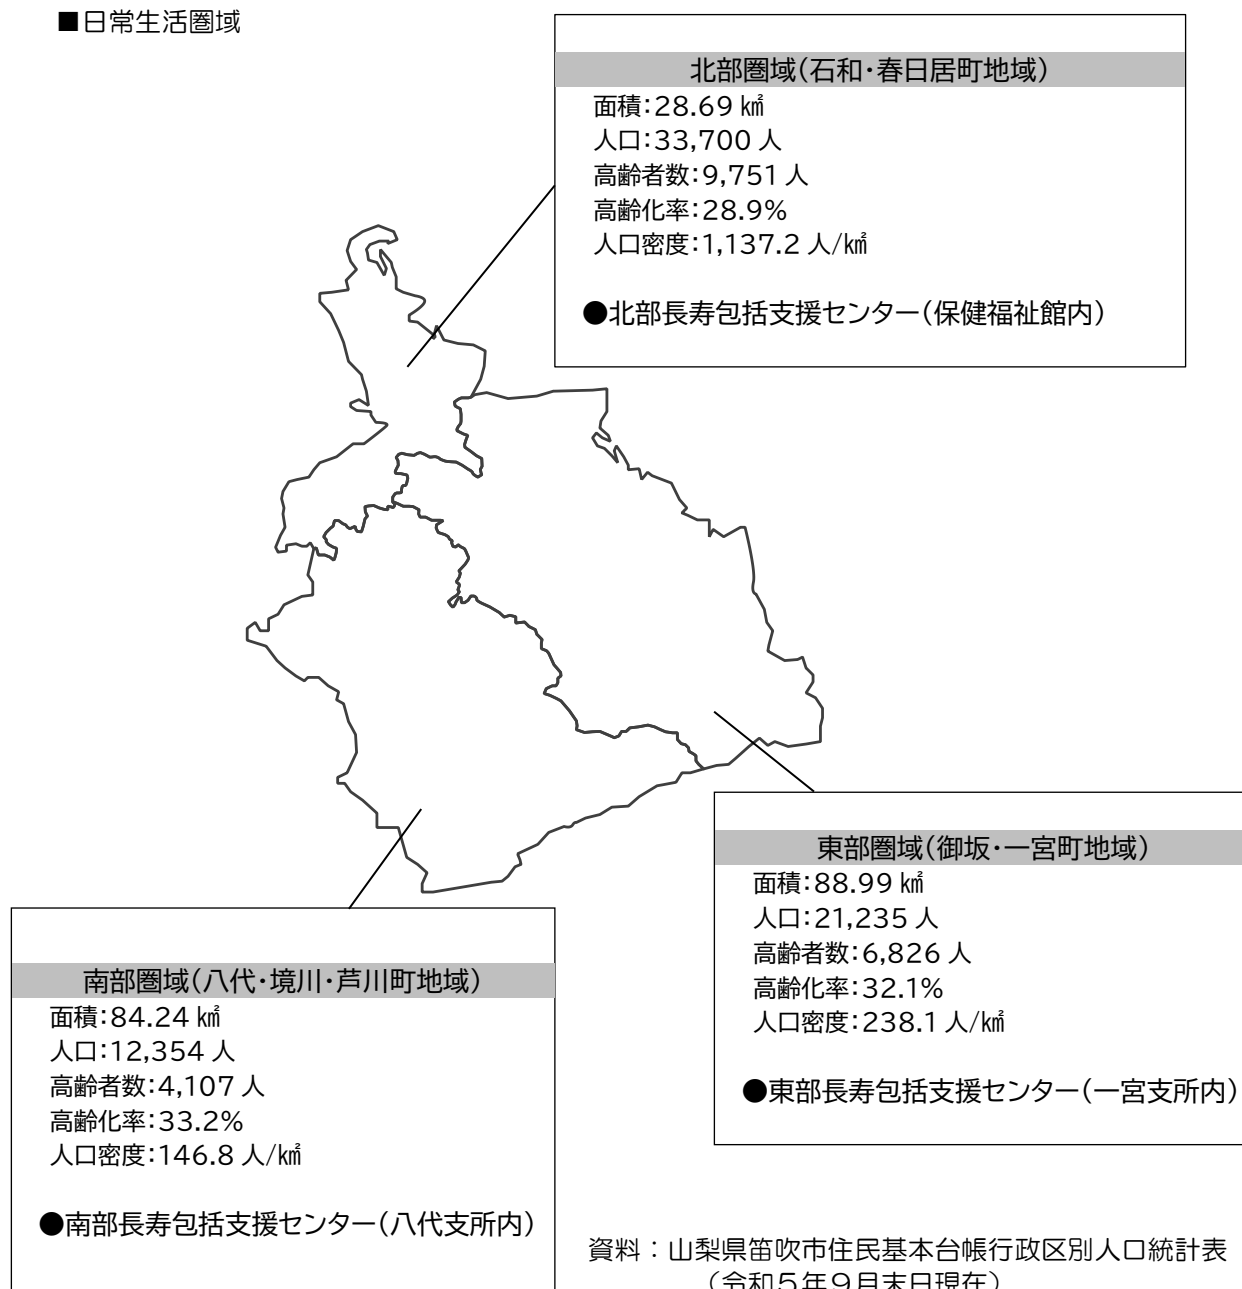 ■日常生活圏域
北部圏域(石和・春日居町地域)
面積:28.69 ㎢
人口:33,700 人
高齢者数:9,751 人
高齢化率:28.9%
人口密度:1,137.2 人/㎢
●北部長寿包括支援センター(保健福祉館内)
東部圏域(御坂・一宮町地域)
面積:88.99 ㎢
人口:21,235 人
高齢者数:6,826 人
高齢化率:32.1%
人口密度:238.1 人/㎢
●東部長寿包括支援センター(一宮支所内)
南部圏域(八代・境川・芦川町地域)
面積:84.24 ㎢
人口:12,354 人
高齢者数:4,107 人
高齢化率:33.2%
人口密度:146.8 人/㎢
●南部長寿包括支援センター(八代支所内)
資料:山梨県笛吹市住民基本台帳行政区別人口統計表
(令和5年9月末日現在)